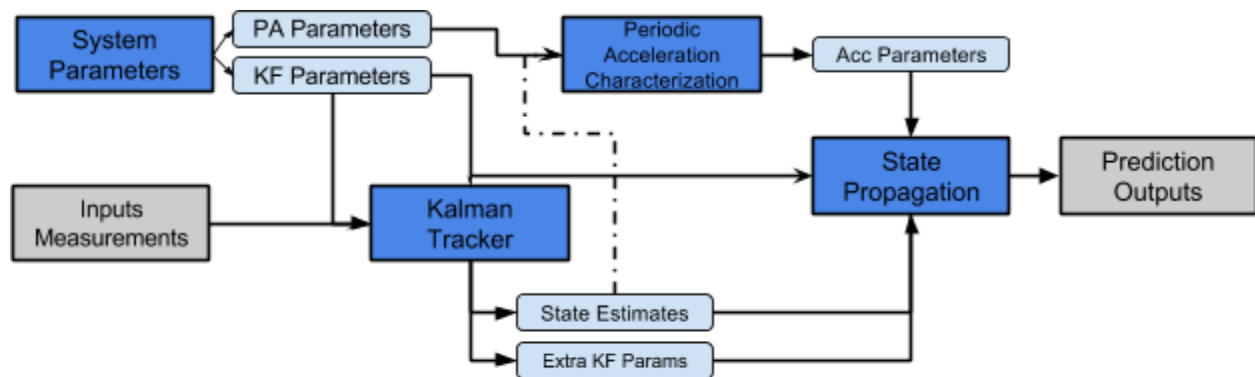 System
Parameters
PA Parameters
KF Parameters
Periodic
Acceleration
Characterization
Acc Parameters
Inputs
Measurements
Kalman
Tracker
State
Propagation
Prediction
Outputs
State Estimates
Extra KF Params